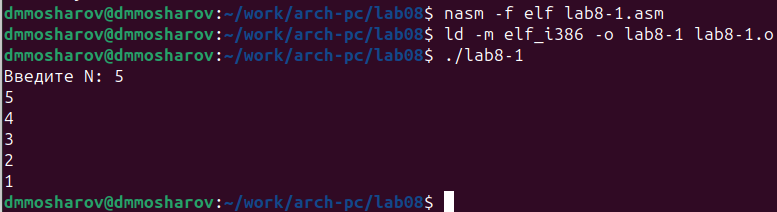 dmmosharov@dmmosharov:~/work/arch-pc/lab08$ nasm -f elf lab8-1.asm
dmmosharov@dmmosharov:~/work/arch-pc/lab08$ ld -m elf_i386 -o lab8-1 lab8-1.o
dmmosharov@dmmosharov:~/work/arch-pc/lab08$ ./lab8-1
Введите N: 5
5
4
3
2
1
dmmosharov@dmmosharov:~/work/arch-pc/lab08$